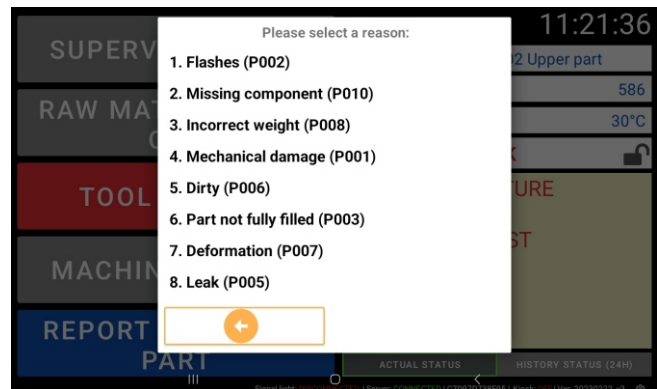 11:21:36
Please select a reason:
1. Flashes (P002)
2. Missing component (P010)
3. Incorrect weight (P008)
4. Mechanical damage (P001)
5. Dirty (P006)
6. Part not fully filled (P003)
7. Deformation (P007)
8. Leak (P005)
SUPERV
RAW MA
TOOL
MACHIN
REPORT
PART
02 Upper part
586
30°C
URE
ST
ACTUAL STATUS
HISTORY STATUS (24H)